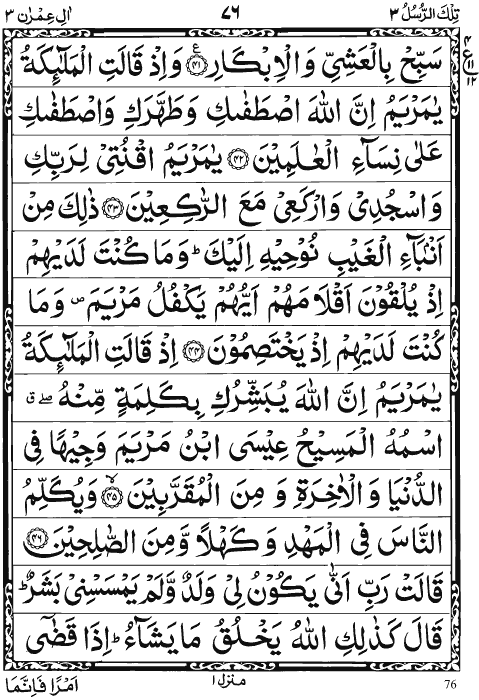 تِلْكَ الرُّسُلُ ٣ ٧٦ اٰلِ عِمْرٰن ٣
سَبِّحْ بِالْعَشِيِّ وَالْاِبْكَارِ ﴿٤١﴾ ع وَاِذْ قَالَتِ الْمَلٰٓئِكَةُ
يٰمَرْيَمُ اِنَّ اللّٰهَ اصْطَفٰىكِ وَطَهَّرَكِ وَاصْطَفٰىكِ
عَلٰى نِسَآءِ الْعٰلَمِيْنَ ﴿٤٢﴾ يٰمَرْيَمُ اقْنُتِيْ لِرَبِّكِ
وَاسْجُدِيْ وَارْكَعِيْ مَعَ الرّٰكِعِيْنَ ﴿٤٣﴾ ذٰلِكَ مِنْ
اَنْۢبَآءِ الْغَيْبِ نُوْحِيْهِ اِلَيْكَ ؕ وَمَا كُنْتَ لَدَيْهِمْ
اِذْ يُلْقُوْنَ اَقْلَامَهُمْ اَيُّهُمْ يَكْفُلُ مَرْيَمَ ۪ وَمَا
كُنْتَ لَدَيْهِمْ اِذْ يَخْتَصِمُوْنَ ﴿٤٤﴾ اِذْ قَالَتِ الْمَلٰٓئِكَةُ
يٰمَرْيَمُ اِنَّ اللّٰهَ يُبَشِّرُكِ بِكَلِمَةٍ مِّنْهُ ۖ ق
اسْمُهُ الْمَسِيْحُ عِيْسَى ابْنُ مَرْيَمَ وَجِيْهًا فِي
الدُّنْيَا وَالْاٰخِرَةِ وَمِنَ الْمُقَرَّبِيْنَ ﴿٤٥﴾ وَيُكَلِّمُ
النَّاسَ فِي الْمَهْدِ وَكَهْلًا وَّمِنَ الصّٰلِحِيْنَ ﴿٤٦﴾
قَالَتْ رَبِّ اَنّٰى يَكُوْنُ لِيْ وَلَدٌ وَّلَمْ يَمْسَسْنِيْ بَشَرٌ ؕ
قَالَ كَذٰلِكِ اللّٰهُ يَخْلُقُ مَا يَشَآءُ ؕ اِذَا قَضٰٓى
اَمْرًا فَاِنَّمَا منزل ١ 76
٤
ع ١١
١٢